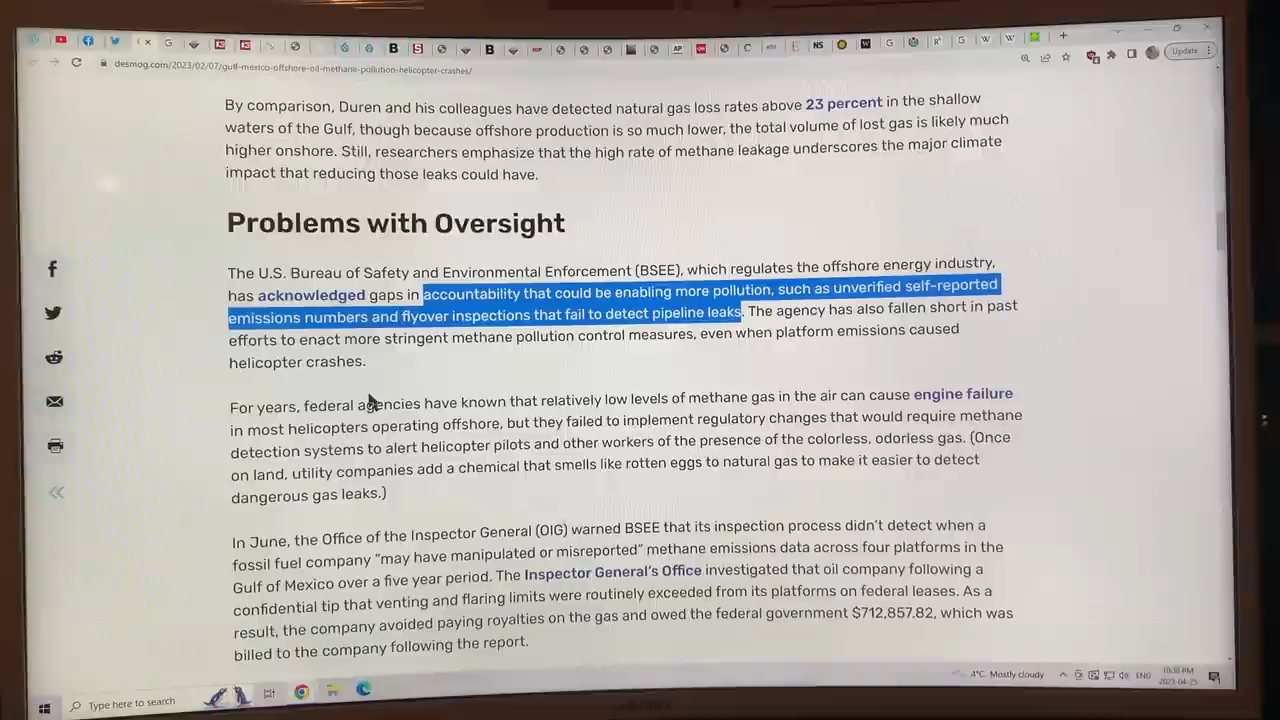 B
S
B
AP
C
E
NS
W
G
R
G
W
W
desmog.com/2023/02/07/gulf-mexico-offshore-oil-methane-pollution-helicopter-crashes/
Update
By comparison, Duren and his colleagues have detected natural gas loss rates above 23 percent in the shallow
waters of the Gulf, though because offshore production is so much lower, the total volume of lost gas is likely much
higher onshore. Still, researchers emphasize that the high rate of methane leakage underscores the major climate
impact that reducing those leaks could have.
Problems with Oversight
The U.S. Bureau of Safety and Environmental Enforcement (BSEE), which regulates the offshore energy industry,
has acknowledged gaps in accountability that could be enabling more pollution, such as unverified self-reported
emissions numbers and flyover inspections that fail to detect pipeline leaks. The agency has also fallen short in past
efforts to enact more stringent methane pollution control measures, even when platform emissions caused
helicopter crashes.
For years, federal agencies have known that relatively low levels of methane gas in the air can cause engine failure
in most helicopters operating offshore, but they failed to implement regulatory changes that would require methane
detection systems to alert helicopter pilots and other workers of the presence of the colorless, odorless gas. (Once
on land, utility companies add a chemical that smells like rotten eggs to natural gas to make it easier to detect
dangerous gas leaks.)
In June, the Office of the Inspector General (OIG) warned BSEE that its inspection process didn't detect when a
fossil fuel company "may have manipulated or misreported" methane emissions data across four platforms in the
Gulf of Mexico over a five year period. The Inspector General's Office investigated that oil company following a
confidential tip that venting and flaring limits were routinely exceeded from its platforms on federal leases. As a
result, the company avoided paying royalties on the gas and owed the federal government $712,857.82, which was
billed to the company following the report.
Type here to search
4°C Mostly cloudy
ENG
10:38 PM
2023-04-25